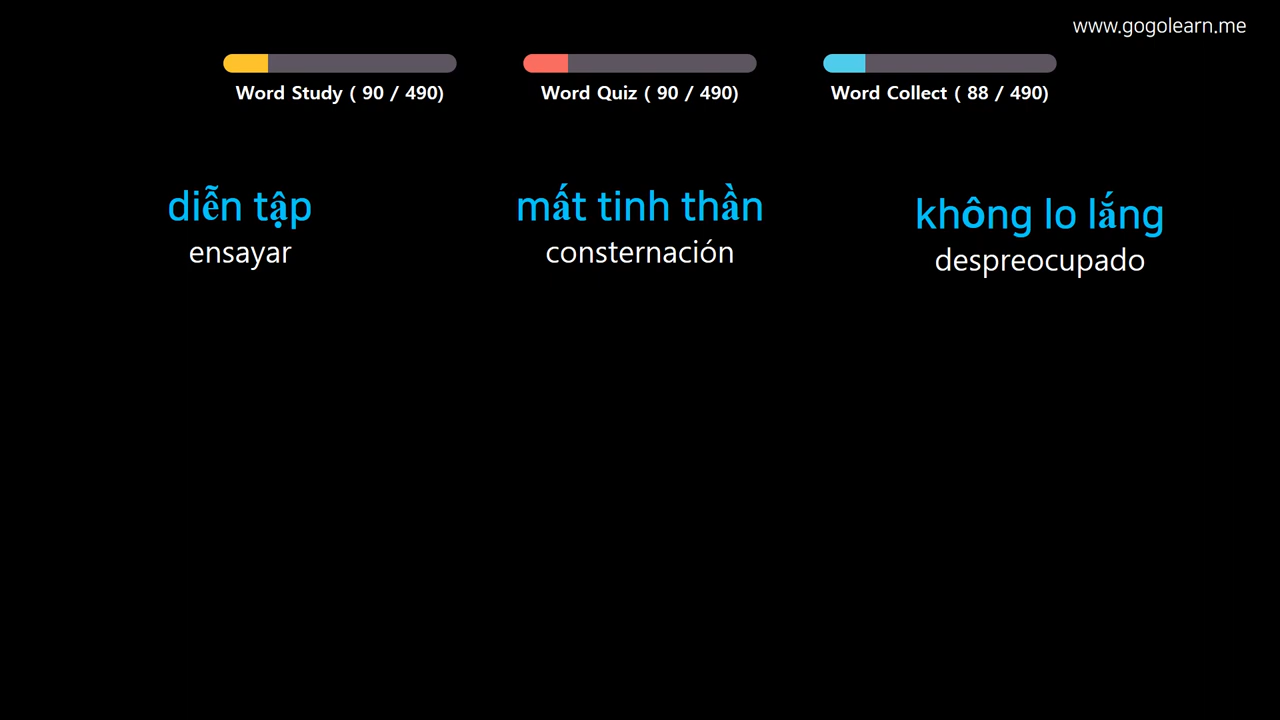 www.gogolearn.me
Word Study ( 90 / 490)
Word Quiz ( 90 / 490)
Word Collect ( 88 / 490)
diễn tập
ensayar
mất tinh thần
consternación
không lo lắng
despreocupado